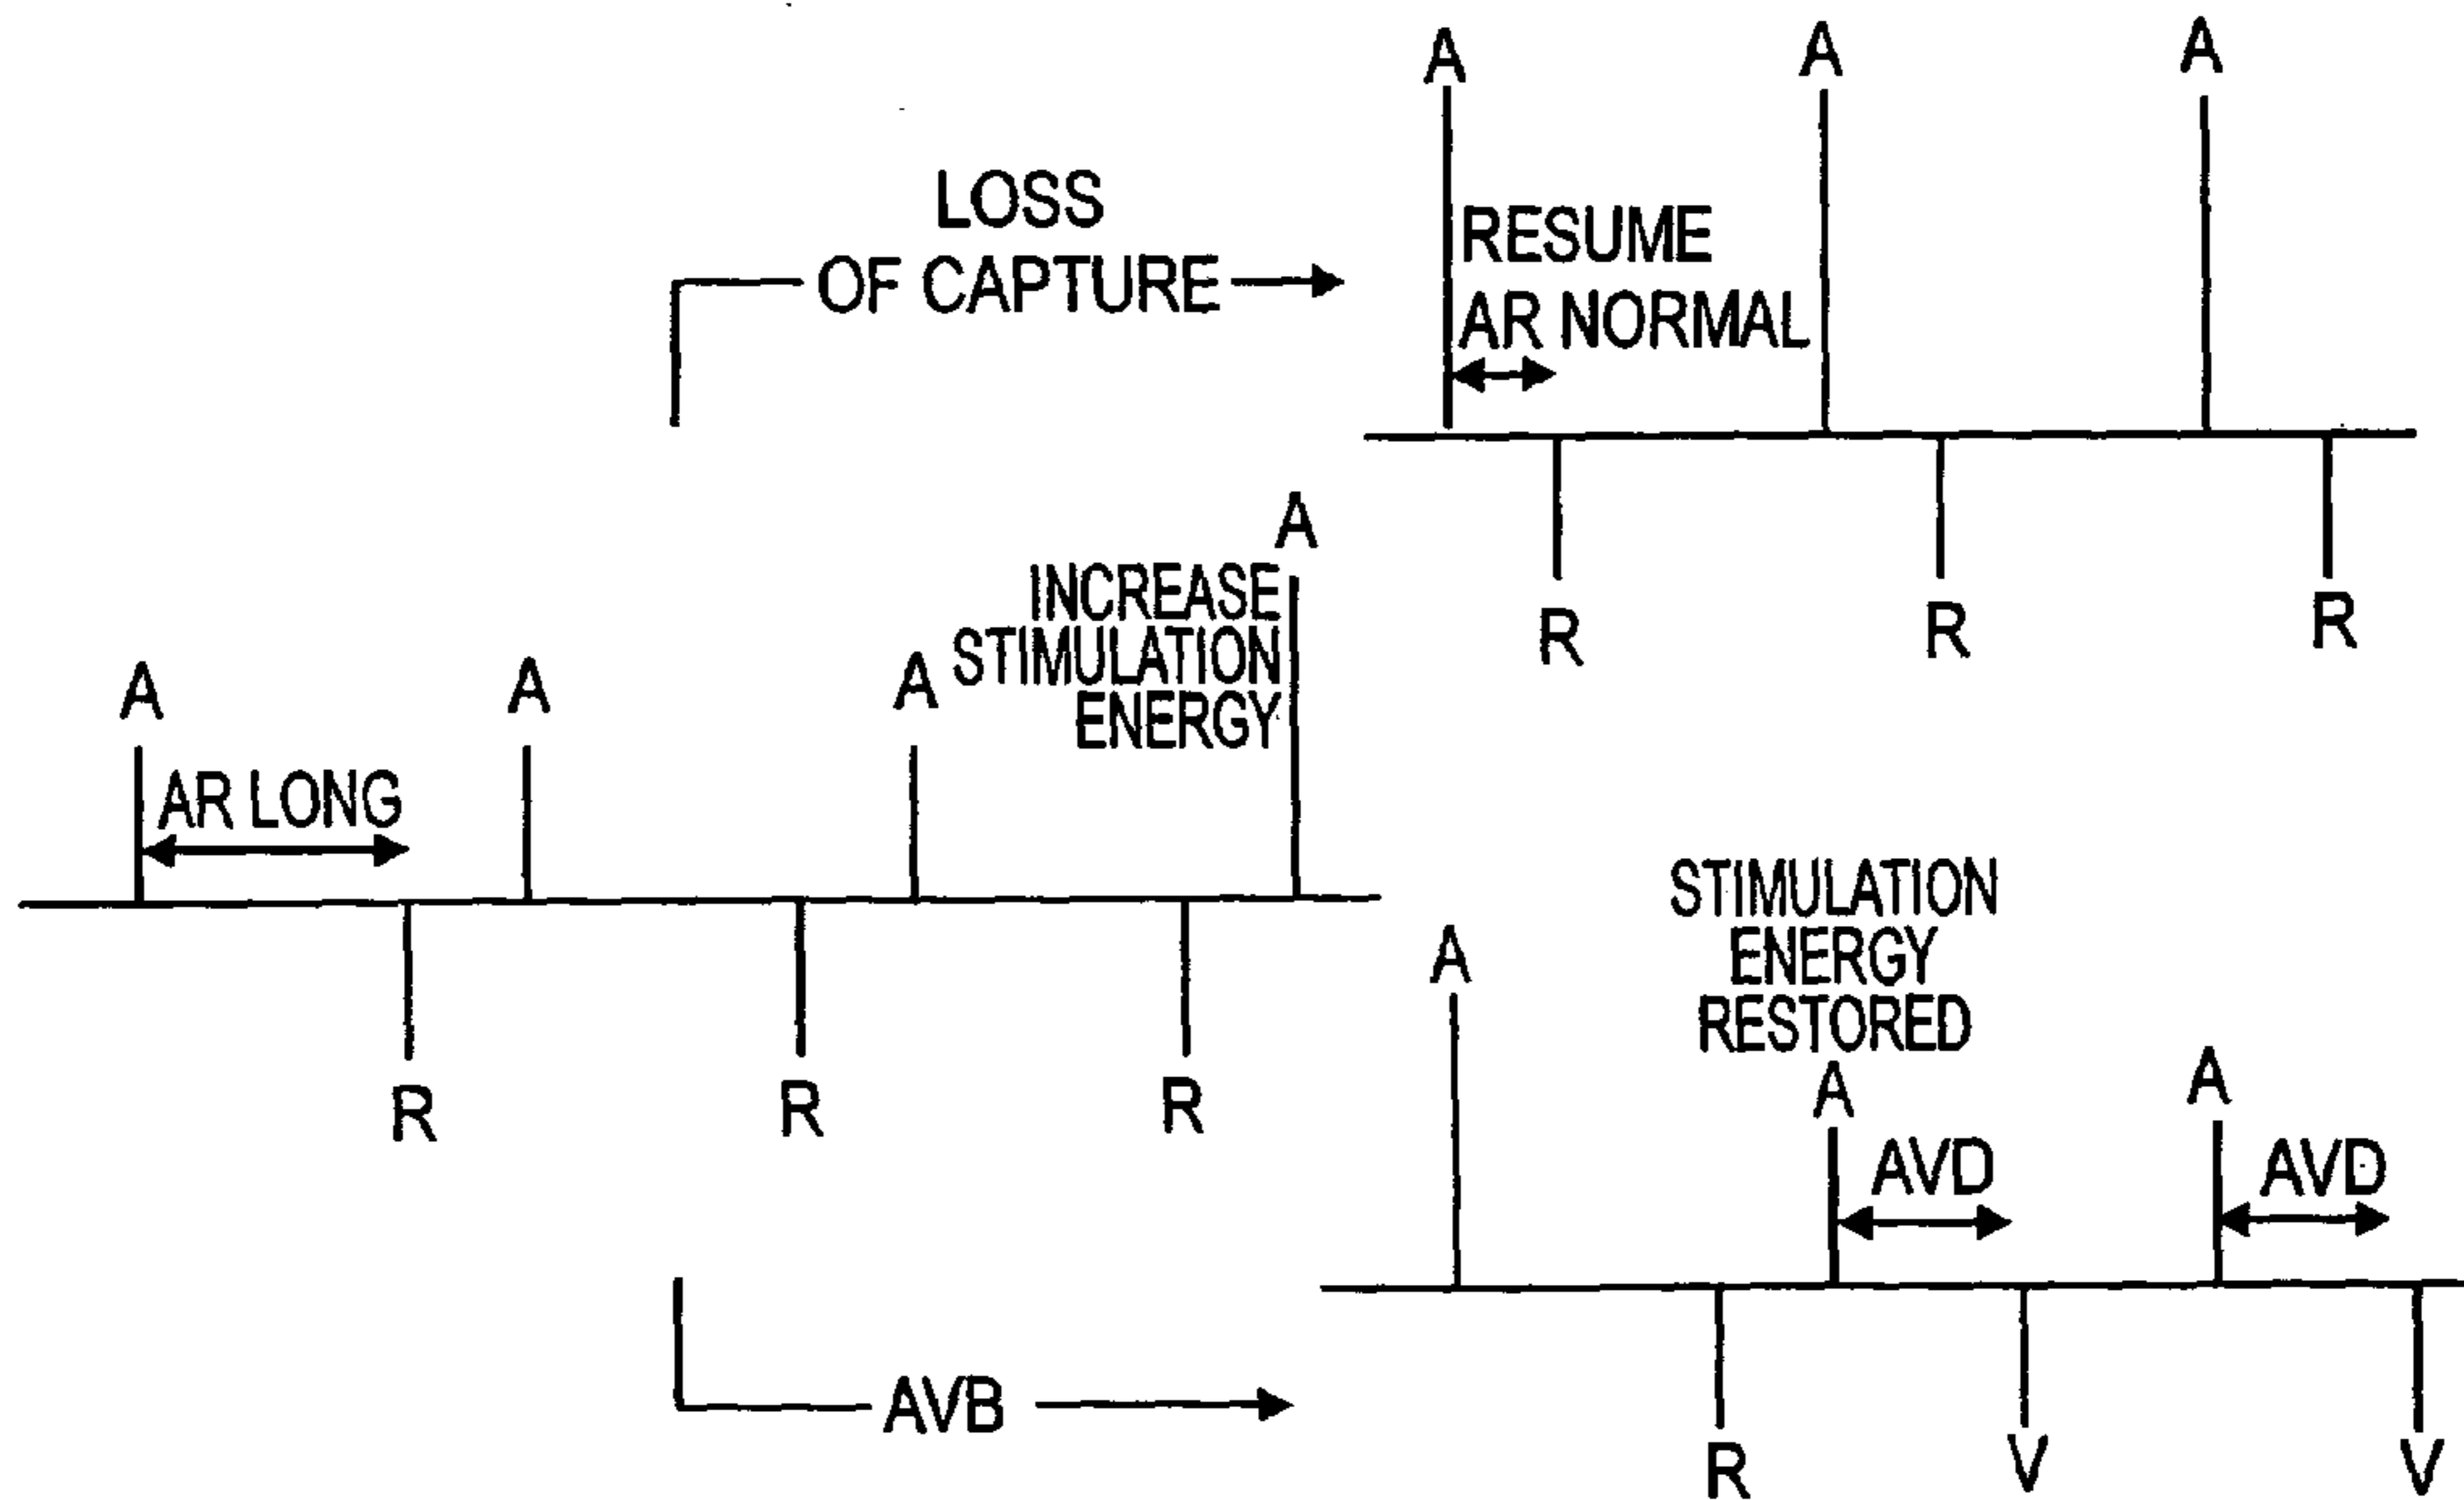 A A A
LOSS
OF CAPTURE
RESUME
AR NORMAL
R R R
A A A A
INCREASE
STIMULATION
ENERGY
AR LONG
R R R
AVB
A
STIMULATION
ENERGY
RESTORED
A A
AVD AVD
R V V